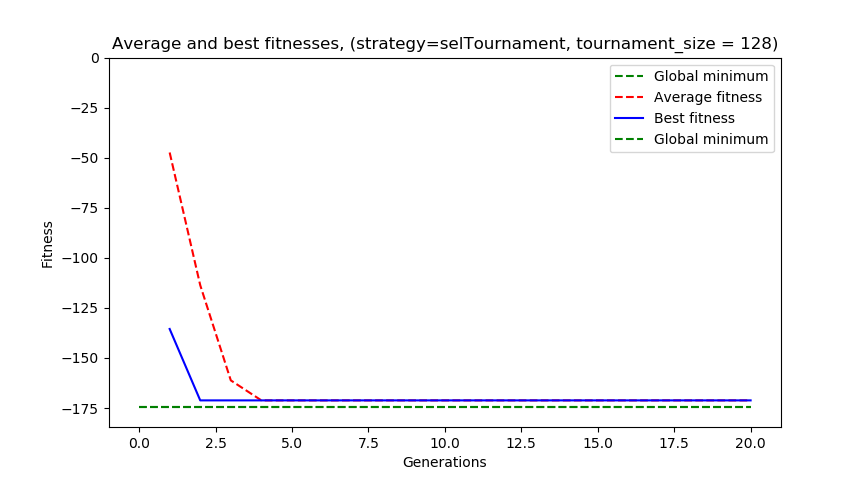 Average and best fitnesses, (strategy=selTournament, tournament_size = 128)
Global minimum
Average fitness
Best fitness
Global minimum
Fitness
0
−25
−50
−75
−100
−125
−150
−175
0.0 2.5 5.0 7.5 10.0 12.5 15.0 17.5 20.0
Generations